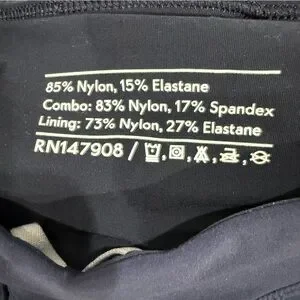 85% Nylon, 15% Elastane
Combo: 83% Nylon, 17% Spandex
Lining: 73% Nylon, 27% Elastane
RN147908 /